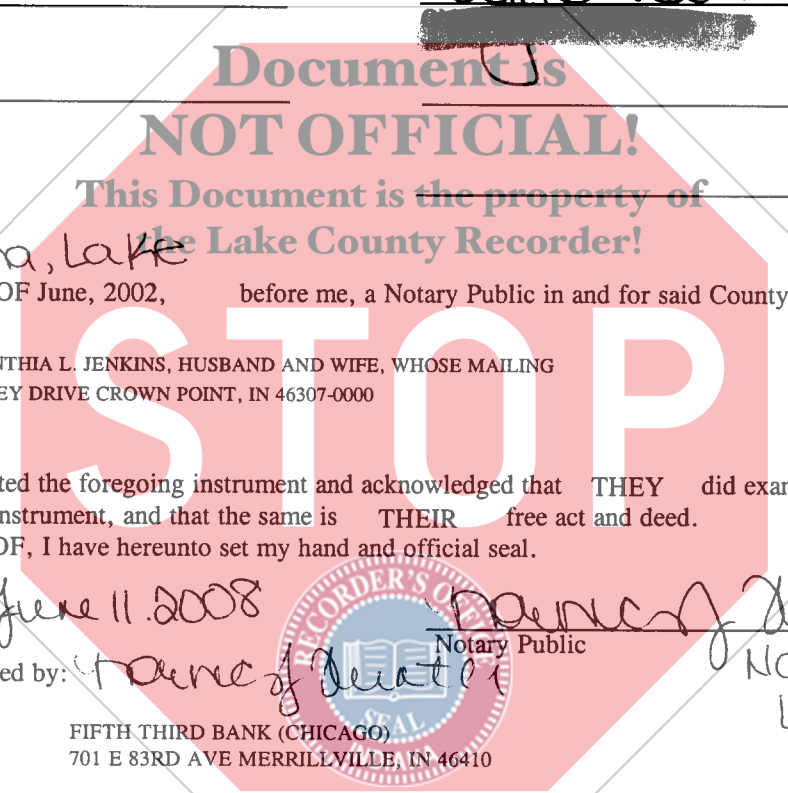 Document is
NOT OFFICIAL!
This Document is the property of
the Lake County Recorder!
a, Lake
OF June, 2002, before me, a Notary Public in and for said County
THIA L. JENKINS, HUSBAND AND WIFE, WHOSE MAILING
EY DRIVE CROWN POINT, IN 46307-0000
STOP
ted the foregoing instrument and acknowledged that THEY did exam
nstrument, and that the same is THEIR free act and deed.
OF, I have hereunto set my hand and official seal.
June 11.2008
Notary Public
ed by:
RECORDER'S OFFICE
SEAL
INDIANA
FIFTH THIRD BANK (CHICAGO)
701 E 83RD AVE MERRILLVILLE, IN 46410